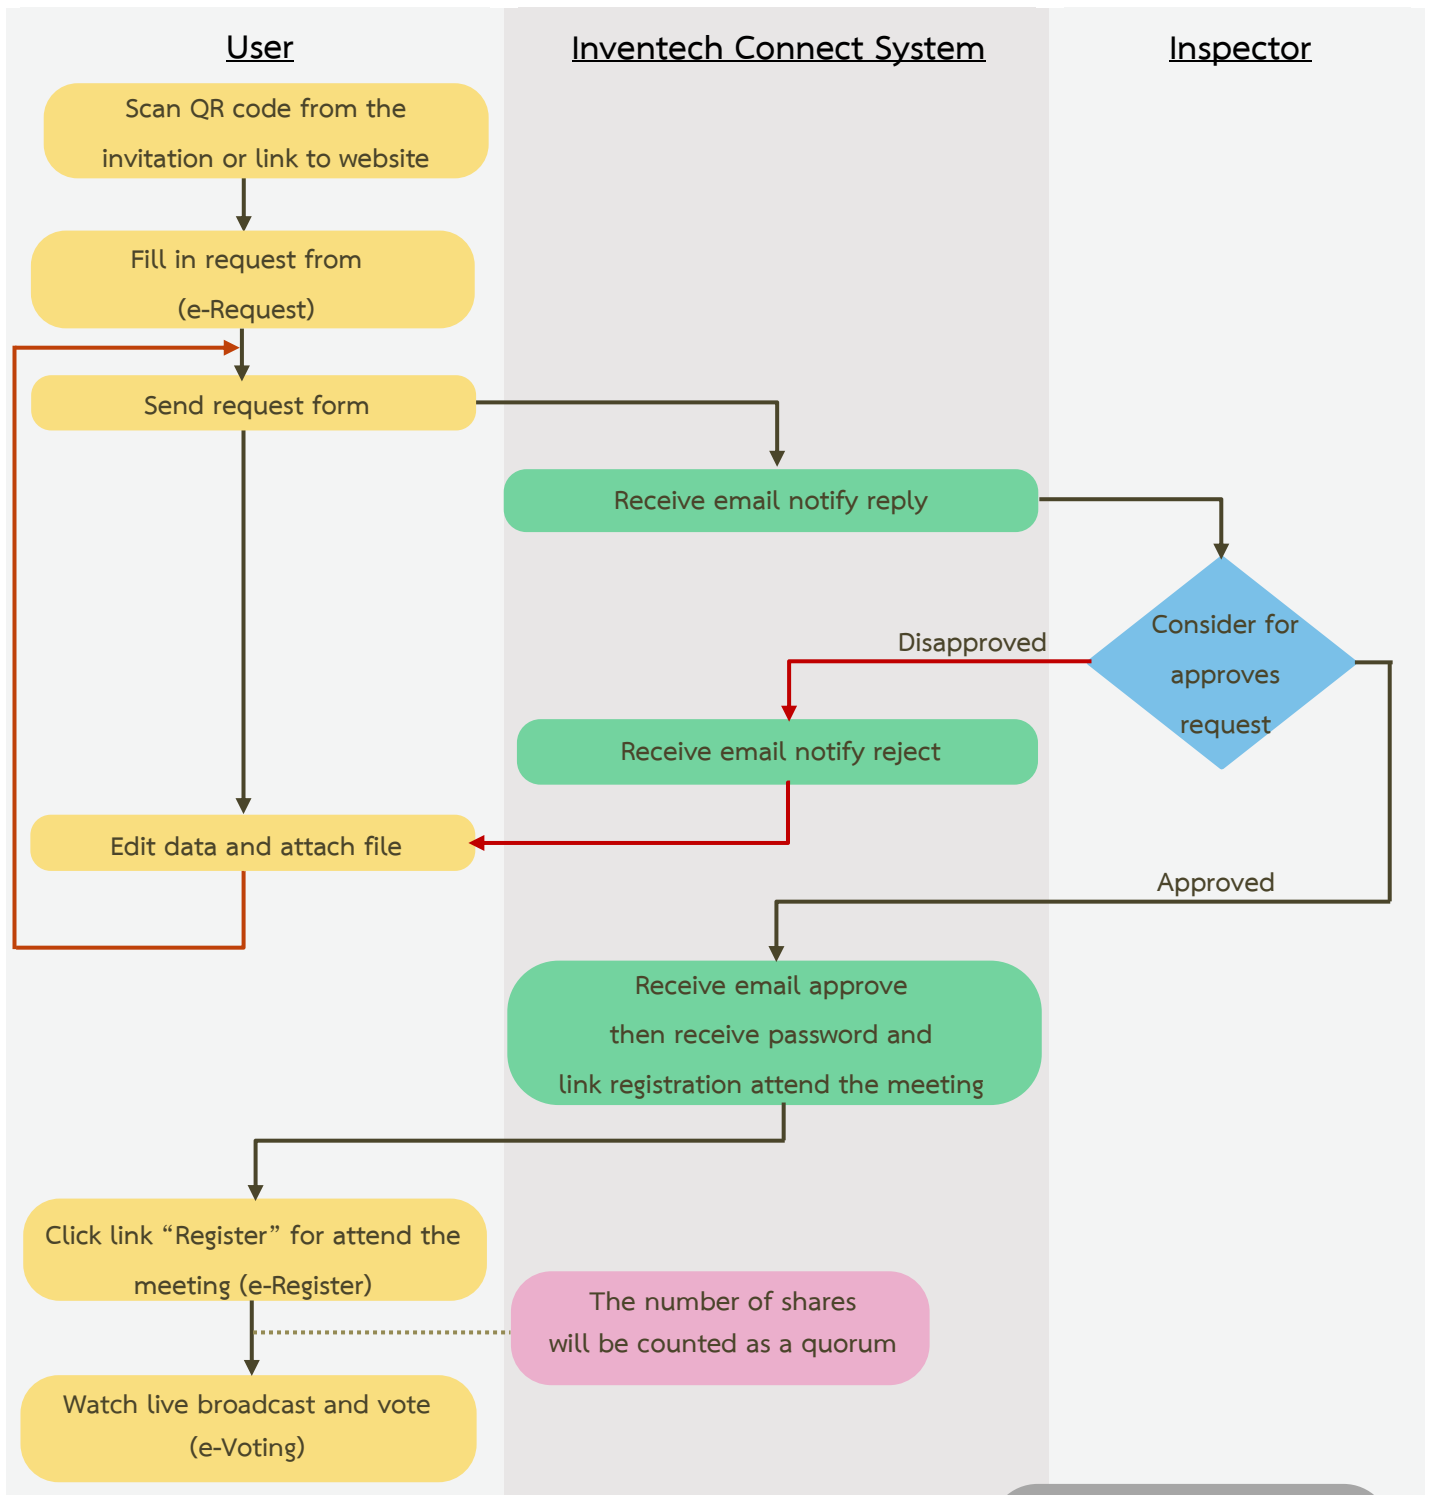 User
Inventech Connect System
Inspector
Scan QR code from the
invitation or link to website
Fill in request from
(e-Request)
Send request form
Receive email notify reply
Consider for
approves
request
Disapproved
Receive email notify reject
Edit data and attach file
Approved
Receive email approve
then receive password and
link registration attend the meeting
Click link “Register” for attend the
meeting (e-Register)
The number of shares
will be counted as a quorum
Watch live broadcast and vote
(e-Voting)